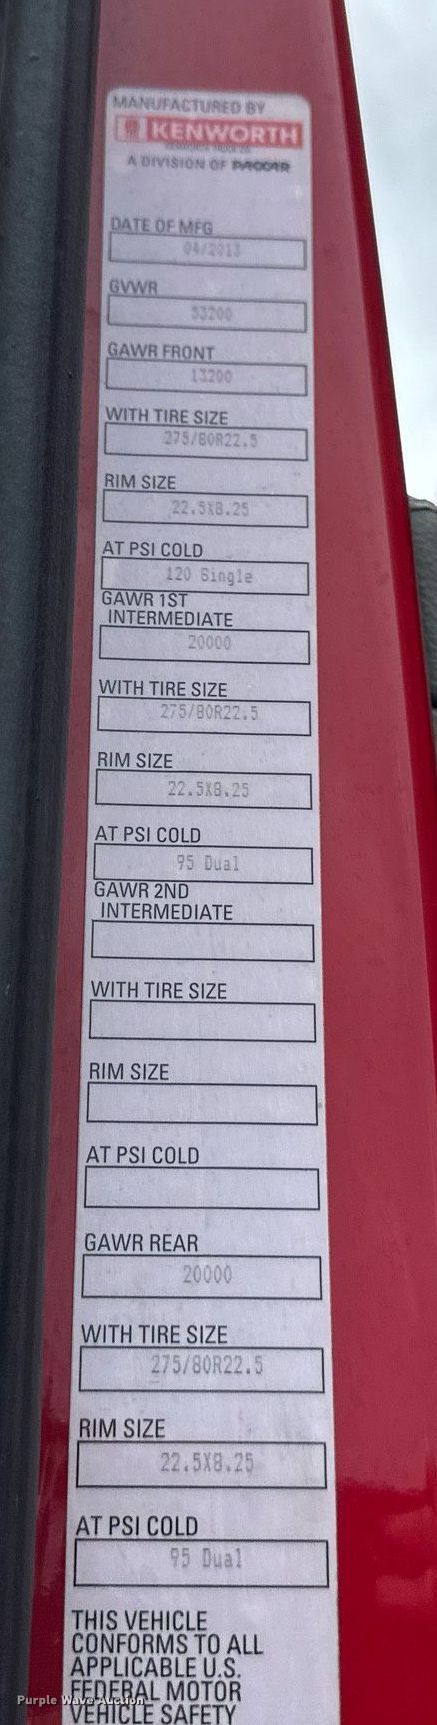 MANUFACTURED BY
KENWORTH
A DIVISION OF PACCAR
DATE OF MFG
04/2013
GVWR
53200
GAWR FRONT
13200
WITH TIRE SIZE
275/80R22.5
RIM SIZE
22.5X8.25
AT PSI COLD
120 Single
GAWR 1ST
INTERMEDIATE
20000
WITH TIRE SIZE
275/80R22.5
RIM SIZE
22.5X8.25
AT PSI COLD
95 Dual
GAWR 2ND
INTERMEDIATE
WITH TIRE SIZE
RIM SIZE
AT PSI COLD
GAWR REAR
20000
WITH TIRE SIZE
275/80R22.5
RIM SIZE
22.5X8.25
AT PSI COLD
95 Dual
THIS VEHICLE
CONFORMS TO ALL
APPLICABLE U.S.
FEDERAL MOTOR
VEHICLE SAFETY
Purple Wave Auction